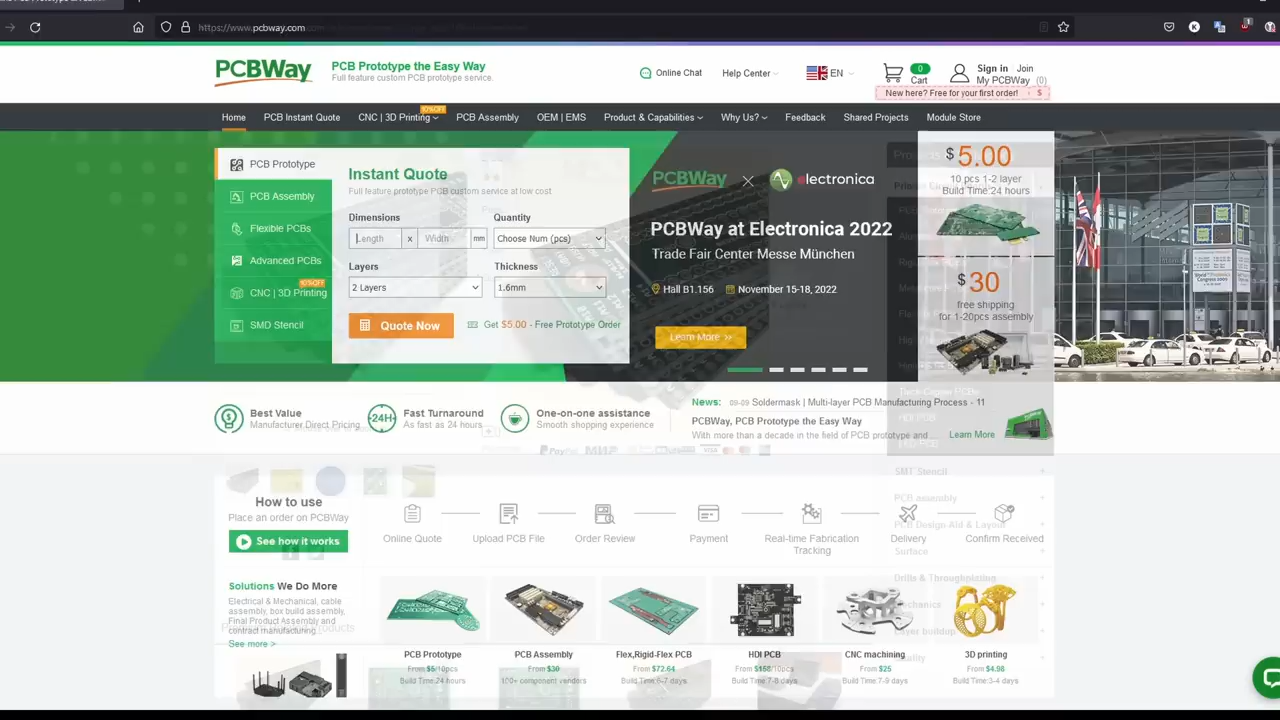 https://www.pcbway.com
PCBWay
PCB Prototype the Easy Way
Full feature custom PCB prototype service.
Online Chat
Help Center
EN
0
Cart
Sign in
Join
My PCBWay
(0)
New here? Free for your first order!
$
Home
PCB Instant Quote
CNC | 3D Printing
10%OFF
PCB Assembly
OEM | EMS
Product & Capabilities
Why Us?
Feedback
Shared Projects
Module Store
PCB Prototype
PCB Assembly
Flexible PCBs
Advanced PCBs
10%OFF
CNC | 3D Printing
SMD Stencil
Instant Quote
Full feature prototype PCB custom service at low cost
Dimensions
Quantity
Length
x
Width
mm
Choose Num (pcs)
Layers
Thickness
2 Layers
1.6mm
Quote Now
Get $5.00 - Free Prototype Order
PCBWay
electronica
PCBWay at Electronica 2022
Trade Fair Center Messe München
Hall B1.156
November 15-18, 2022
Learn More »
$5.00
10 pcs 1-2 layer
Build Time:24 hours
$30
free shipping
for 1-20pcs assembly
Best Value
Manufacturer Direct Pricing
24H
Fast Turnaround
As fast as 24 hours
One-on-one assistance
Smooth shopping experience
News:
09-09 Soldermask | Multi-layer PCB Manufacturing Process - 11
PCBWay, PCB Prototype the Easy Way
With more than a decade in the field of PCB prototype and ...
Learn More
HDI PCB
SMT Stencil
PCB assembly
PCB Design-Aid & Layout
Surface
Drills & Throughplating
Mechanics
Layer buildup
Quality
PayPal
VISA
How to use
Place an order on PCBWay
See how it works
Online Quote
Upload PCB File
Order Review
Payment
Real-time Fabrication
Tracking
Delivery
Confirm Received
Solutions We Do More
Electrical & Mechanical, cable
assembly, box build assembly,
Final Product Assembly and
contract manufacturing.
See more >
PCB Prototype
From $5/10pcs
Build Time:24 hours
PCB Assembly
From $30
100+ component vendors
Flex,Rigid-Flex PCB
From $72.64
Build Time:6-7 days
HDI PCB
From $168/10pcs
Build Time:7-8 days
CNC machining
From $25
Build Time:7-9 days
3D printing
From $4.98
Build Time:3-4 days